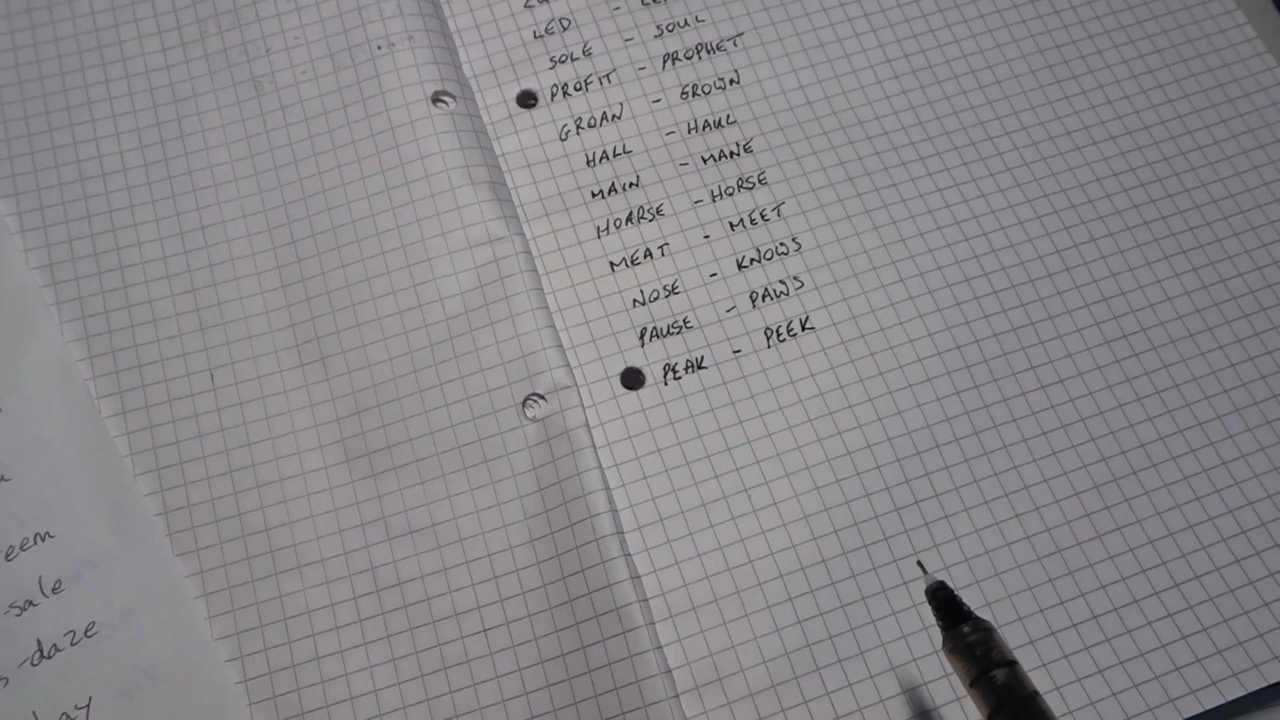 LED -
SOLE - SOUL
PROFIT - PROPHET
GROAN - GROWN
HALL - HAUL
MAIN - MANE
HOARSE - HORSE
MEAT - MEET
NOSE - KNOWS
PAUSE - PAWS
PEAK - PEEK
eem
-sale
-daze